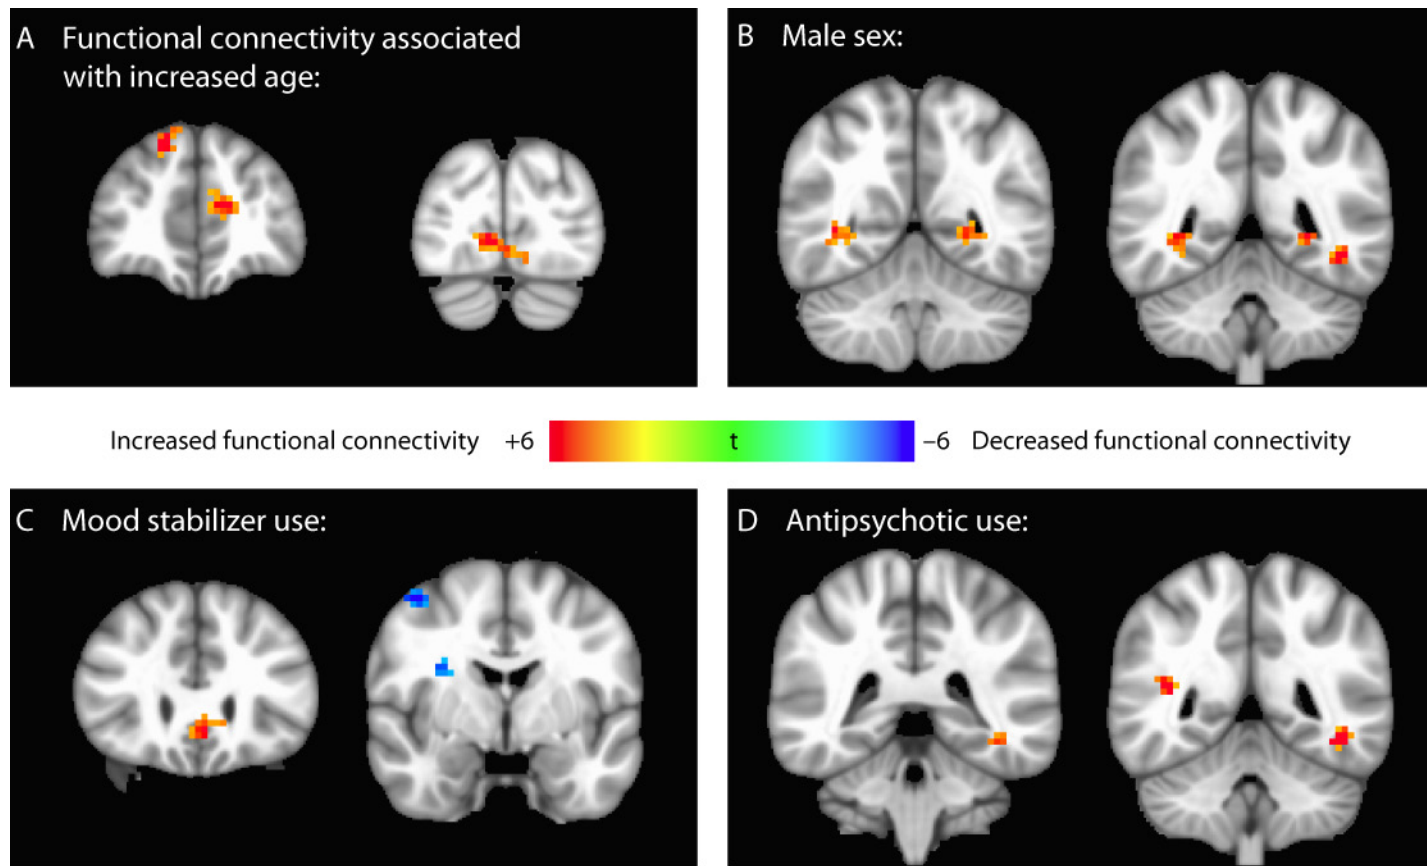 A Functional connectivity associated
with increased age:
B Male sex:
Increased functional connectivity +6 t –6 Decreased functional connectivity
C Mood stabilizer use:
D Antipsychotic use: